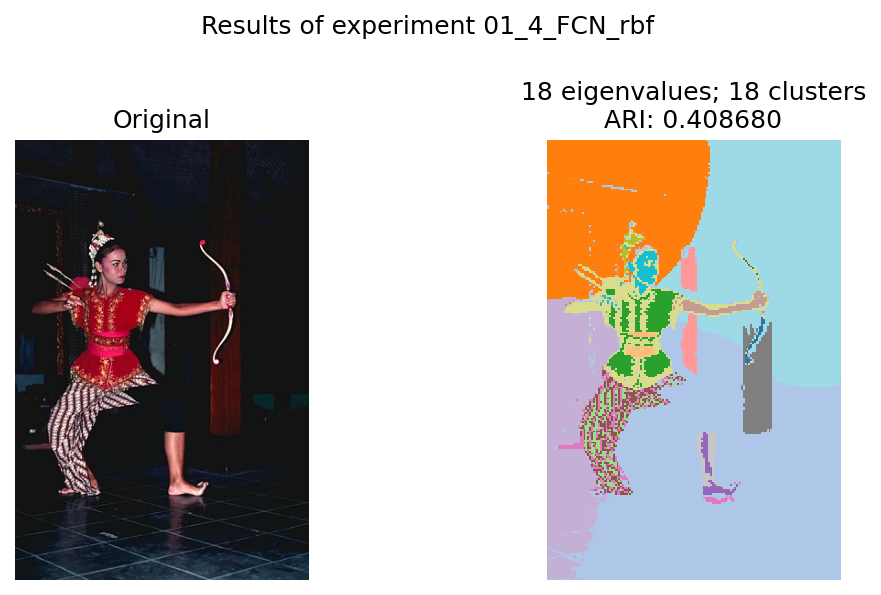 Results of experiment 01_4_FCN_rbf
Original
18 eigenvalues; 18 clusters
ARI: 0.408680